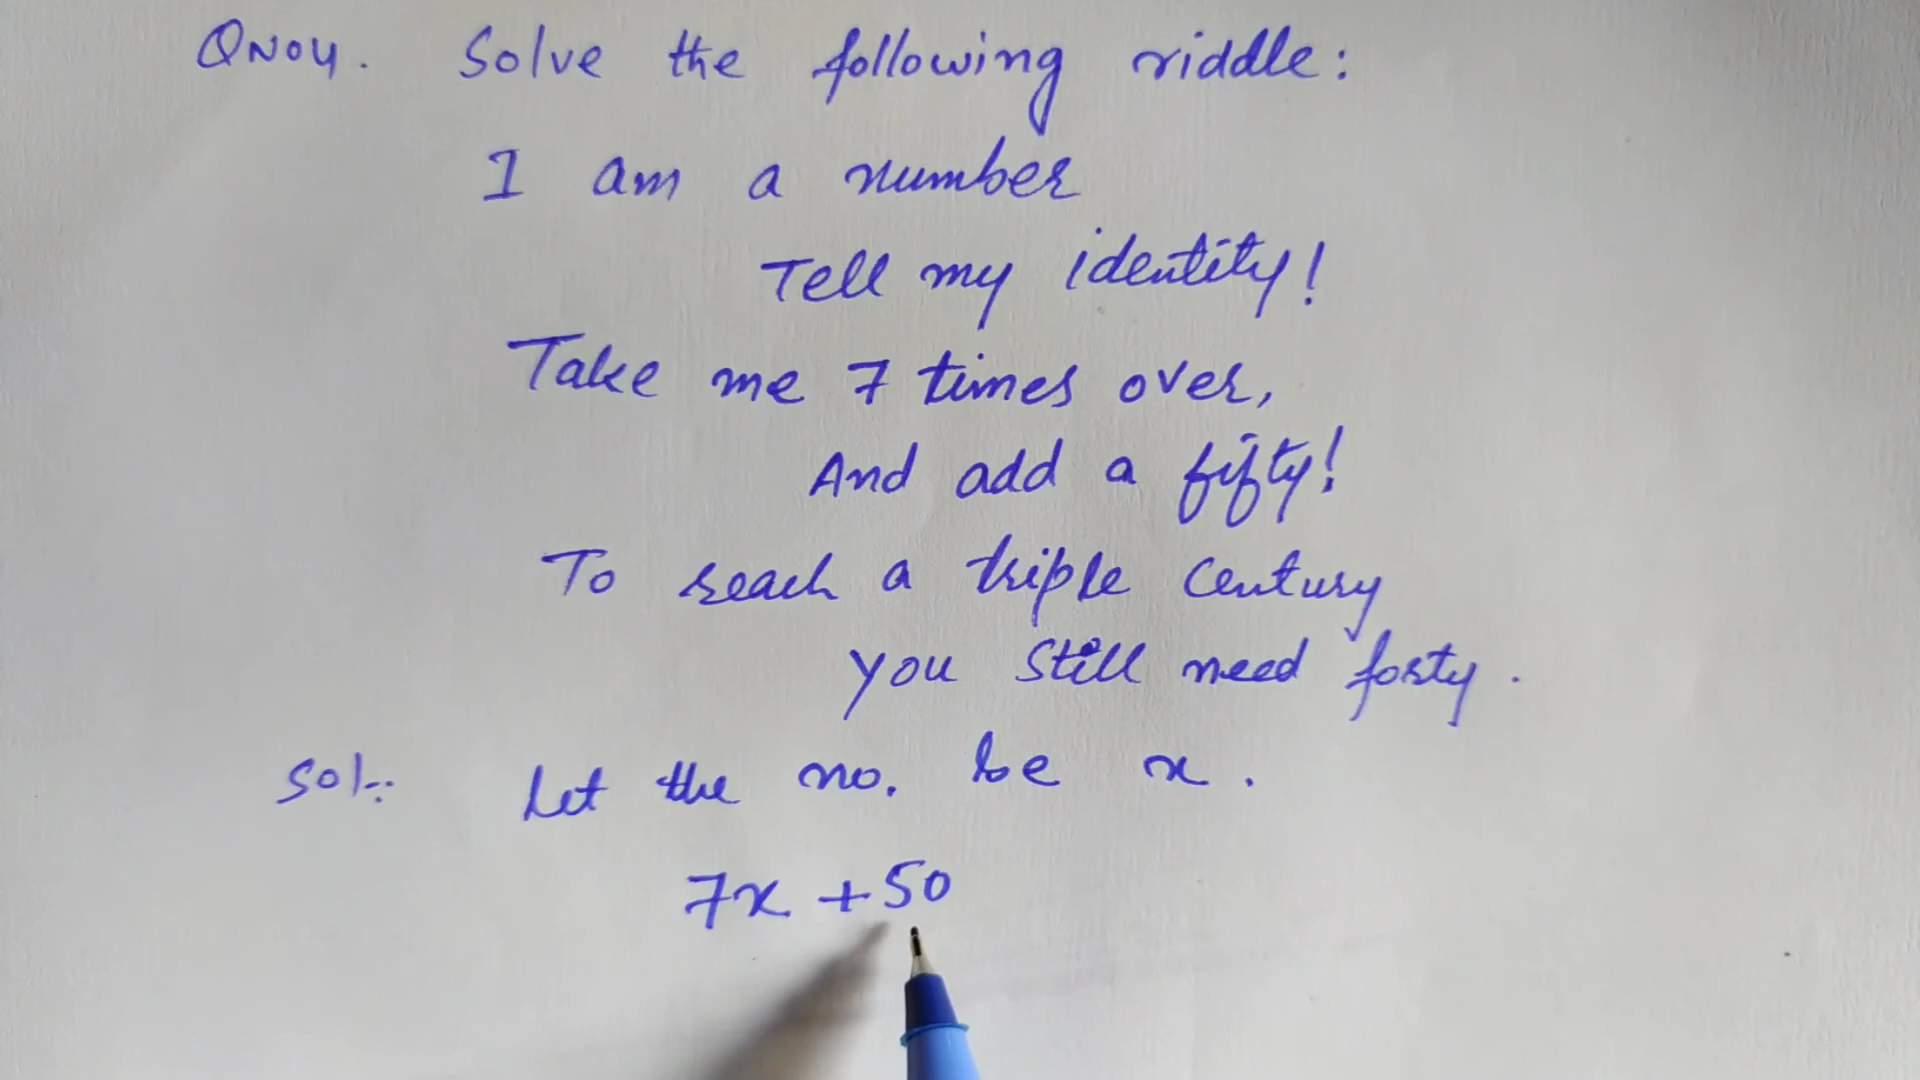 QNo4. Solve the following riddle:
I am a number
Tell my identity!
Take me 7 times over,
And add a fifty!
To reach a triple century
you still need forty.
Sol:- Let the no. be x.
7x + 50